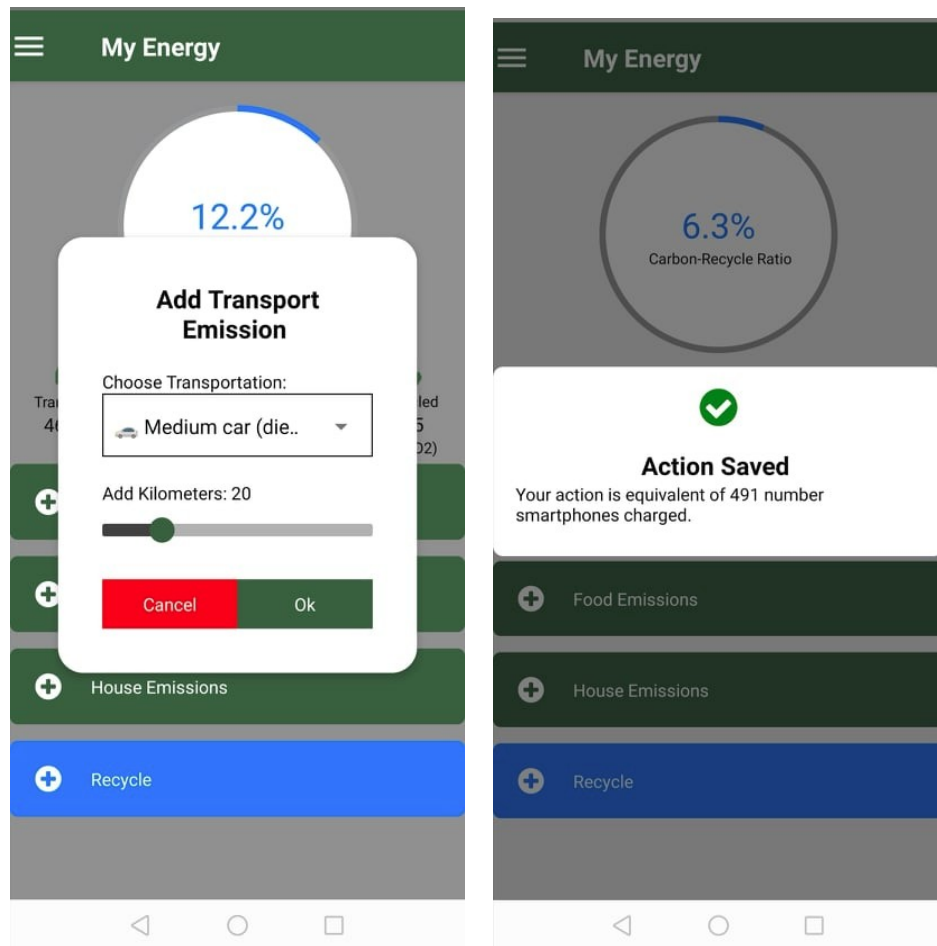 My Energy
12.2%
Add Transport
Emission
Choose Transportation:
Medium car (die..
Add Kilometers: 20
Cancel
Ok
House Emissions
Recycle
My Energy
6.3%
Carbon-Recycle Ratio
Action Saved
Your action is equivalent of 491 number
smartphones charged.
Food Emissions
House Emissions
Recycle